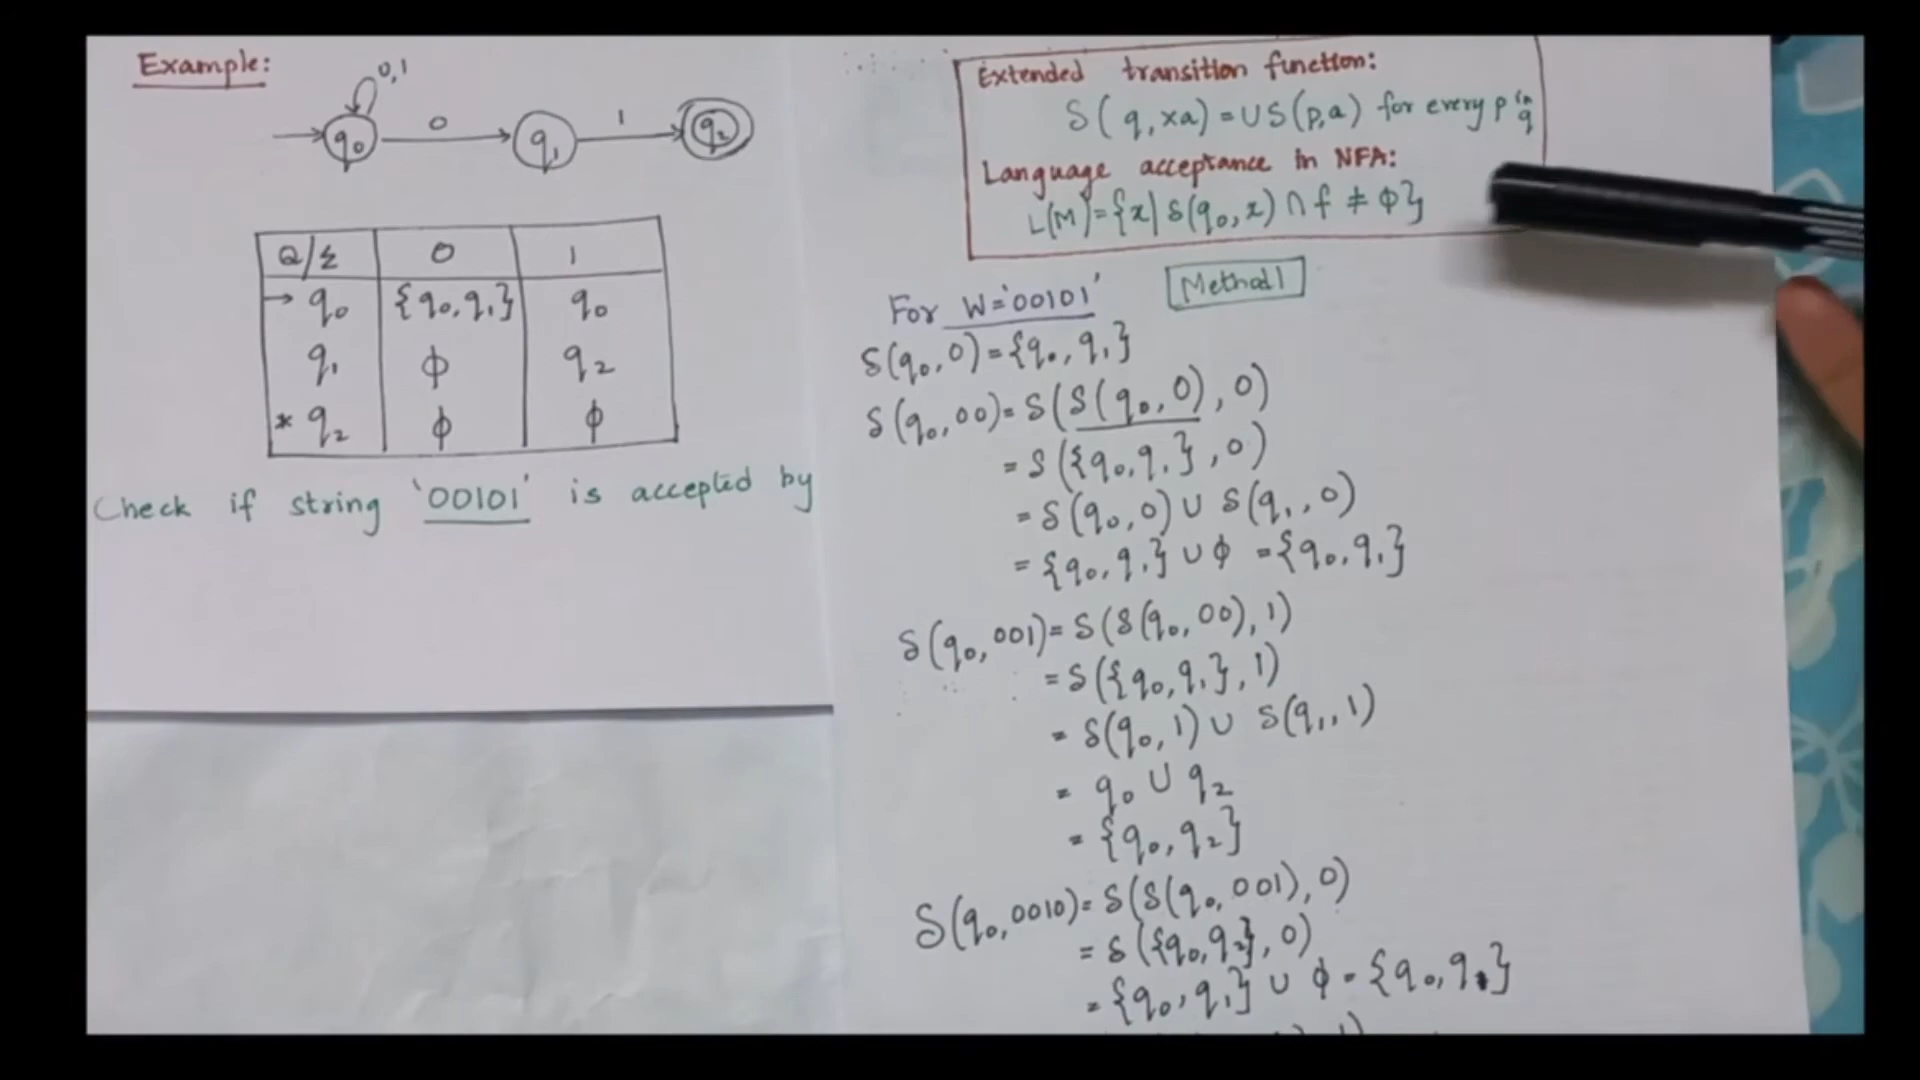 Example:
0,1
q₀ 0 q₁ 1 q₂
Q/Σ 0 1
→ q₀ {q₀,q₁} q₀
q₁ ϕ q₂
* q₂ ϕ ϕ
Check if string '00101' is accepted by
Extended transition function:
δ(q,xa)=∪δ(p,a) for every p in q
Language acceptance in NFA:
L(M)={x| δ(q₀,x) ∩ f ≠ ϕ}
For W='00101' Method1
δ(q₀,0)={q₀,q₁}
δ(q₀,00)=δ(δ(q₀,0),0)
=δ({q₀,q₁},0)
=δ(q₀,0) ∪ δ(q₁,0)
={q₀,q₁} ∪ ϕ ={q₀,q₁}
δ(q₀,001)=δ(δ(q₀,00),1)
=δ({q₀,q₁},1)
=δ(q₀,1) ∪ δ(q₁,1)
= q₀ ∪ q₂
={q₀,q₂}
δ(q₀,0010)=δ(δ(q₀,001),0)
=δ({q₀,q₂},0)
={q₀,q₁} ∪ ϕ={q₀,q₁}